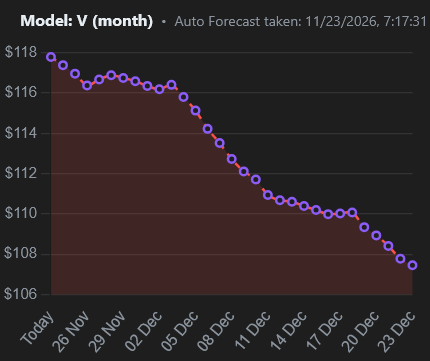 Model: V (month) • Auto Forecast taken: 11/23/2026, 7:17:31
$118
$116
$114
$112
$110
$108
$106
Today
26 Nov
29 Nov
02 Dec
05 Dec
08 Dec
11 Dec
14 Dec
17 Dec
20 Dec
23 Dec